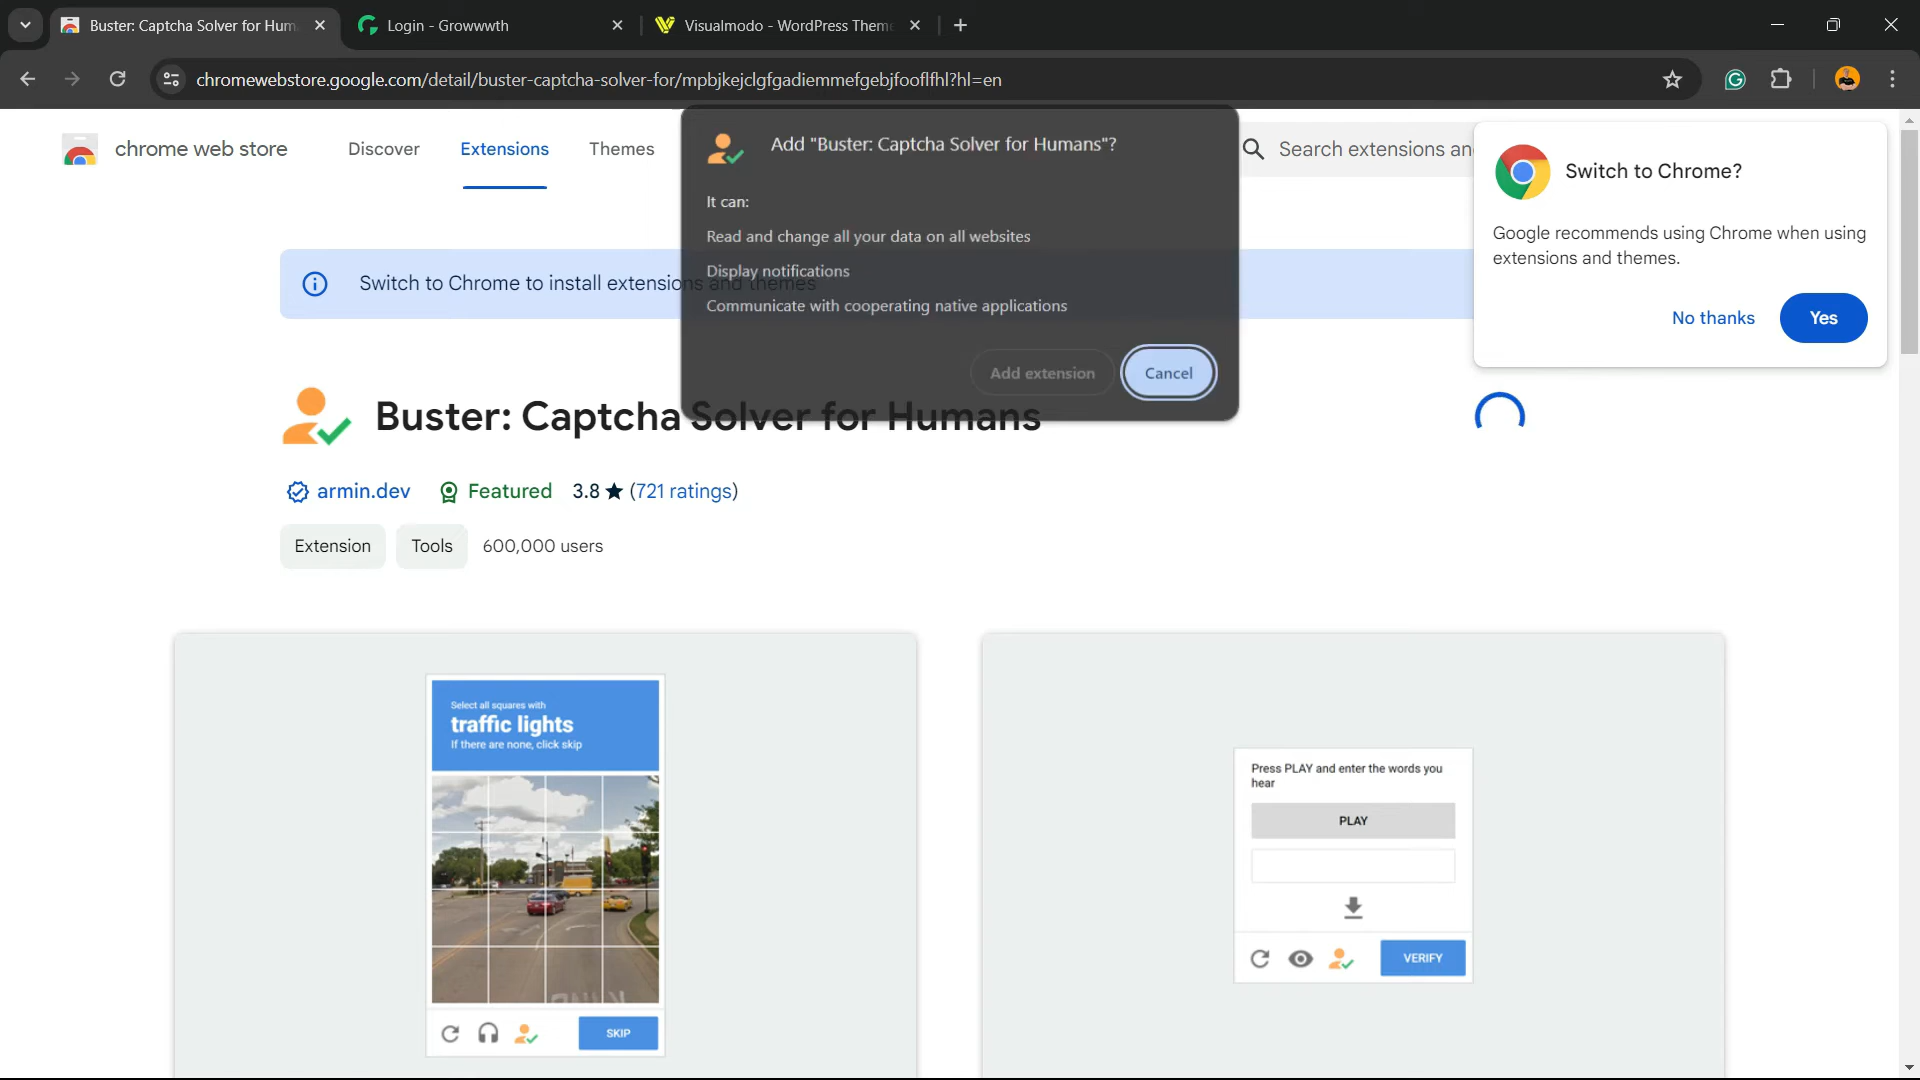 Buster: Captcha Solver for Hum
Login - Growwwth
Visualmodo - WordPress Theme
chromewebstore.google.com/detail/buster-captcha-solver-for/mpbjkejclgfgadiemmefgebjfooflfhl?hl=en
chrome web store
Discover
Extensions
Themes
Search extensions an
Add "Buster: Captcha Solver for Humans"?
It can:
Read and change all your data on all websites
Display notifications
Communicate with cooperating native applications
Add extension
Cancel
Switch to Chrome?
Google recommends using Chrome when using
extensions and themes.
No thanks
Yes
Switch to Chrome to install extensions and themes
Buster: Captcha Solver for Humans
armin.dev
Featured
3.8 ★ (721 ratings)
Extension
Tools
600,000 users
Select all squares with
traffic lights
If there are none, click skip
SKIP
Press PLAY and enter the words you
hear
PLAY
VERIFY